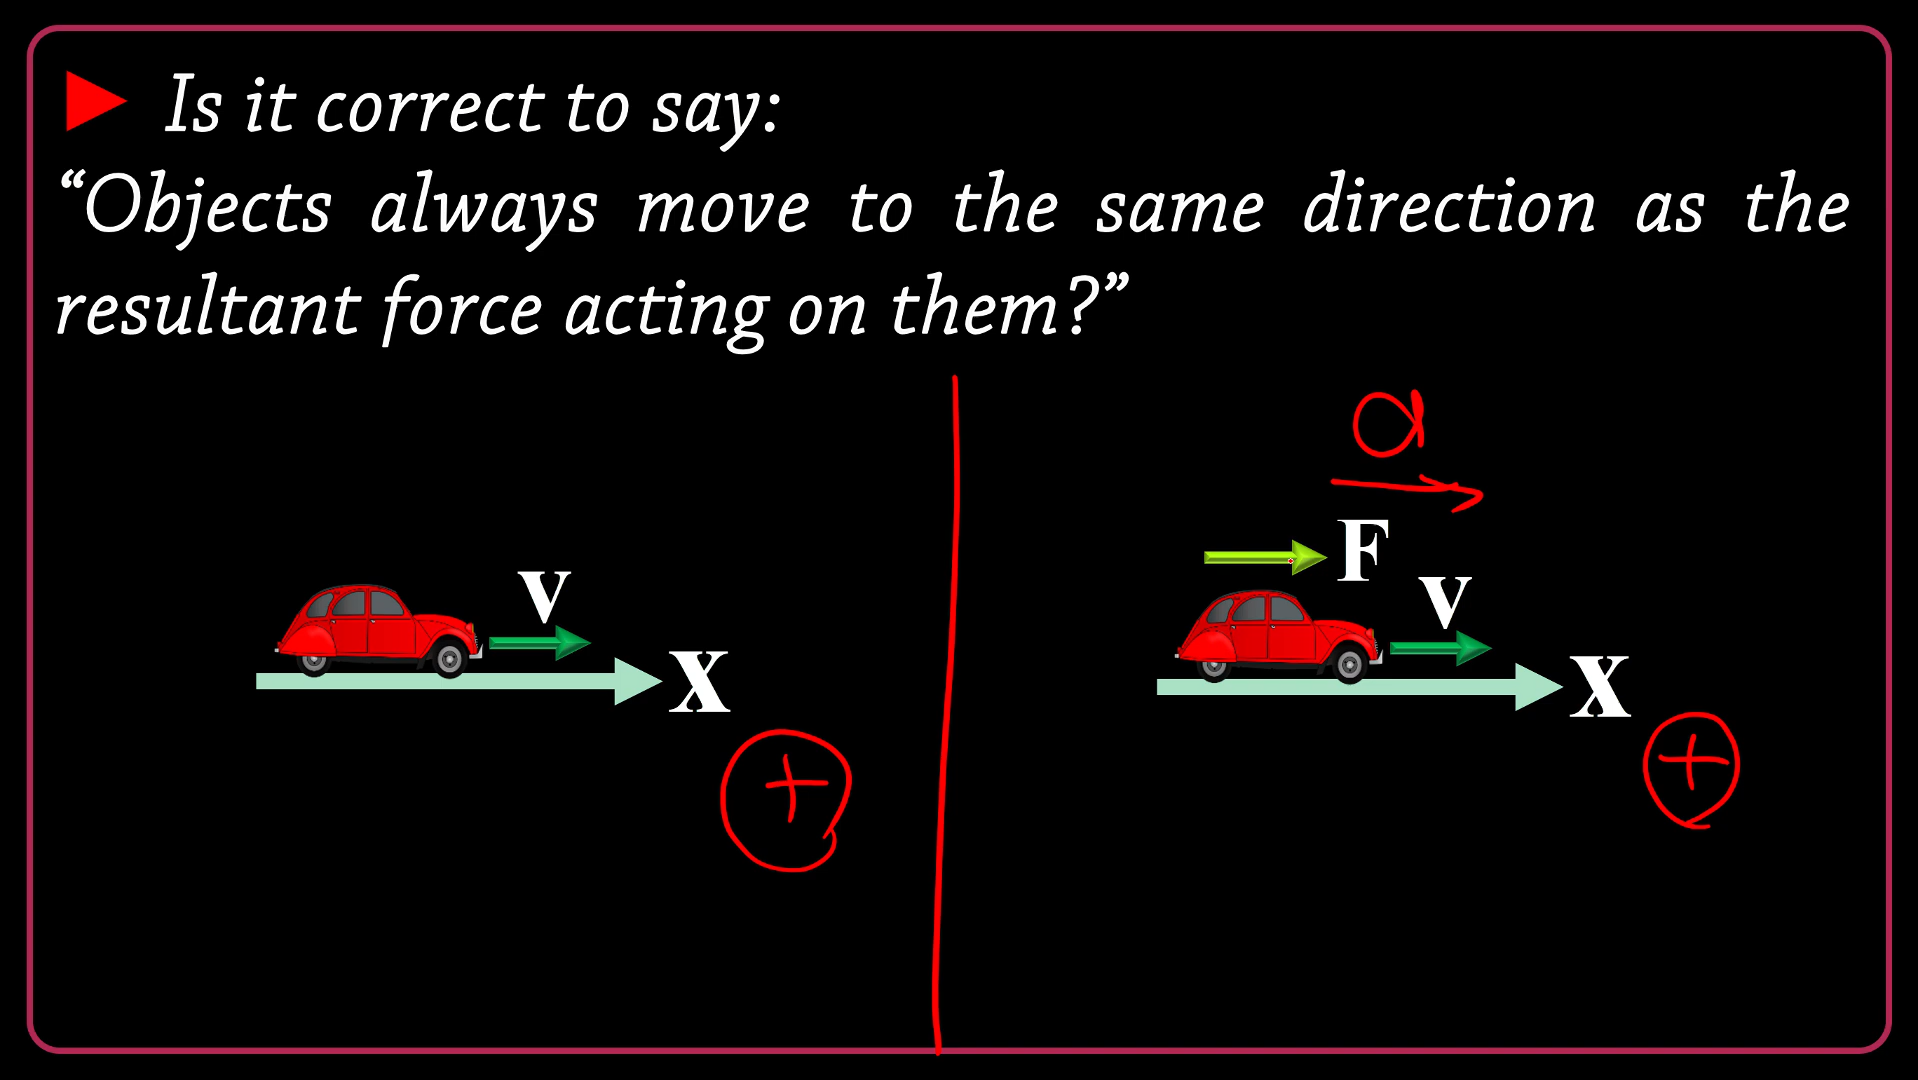 Is it correct to say:
“Objects always move to the same direction as the
resultant force acting on them?”
a
F
v
v
x
x
+
+